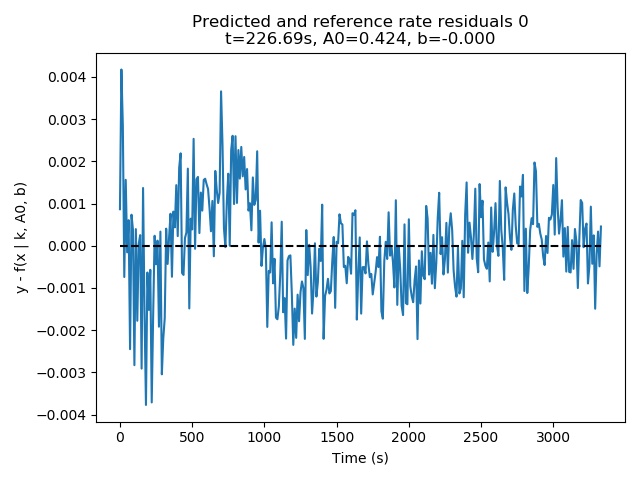 Predicted and reference rate residuals 0
t=226.69s, A0=0.424, b=-0.000
y - f(x | k, A0, b)
0.004
0.003
0.002
0.001
0.000
−0.001
−0.002
−0.003
−0.004
0 500 1000 1500 2000 2500 3000
Time (s)